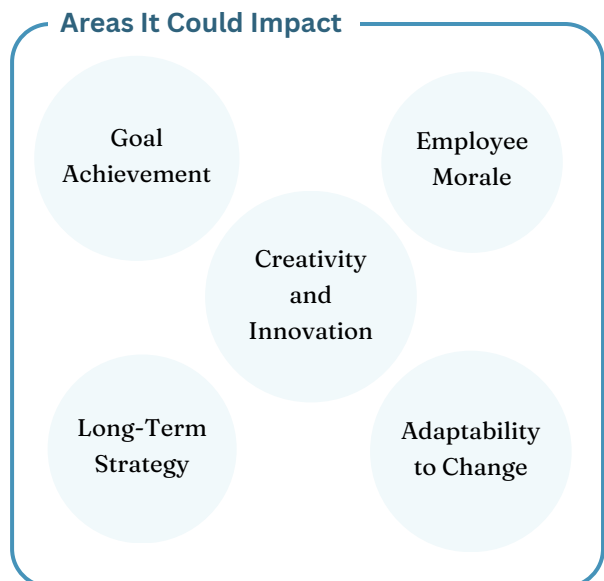 Areas It Could Impact
Goal
Achievement
Employee
Morale
Creativity
and
Innovation
Long-Term
Strategy
Adaptability
to Change